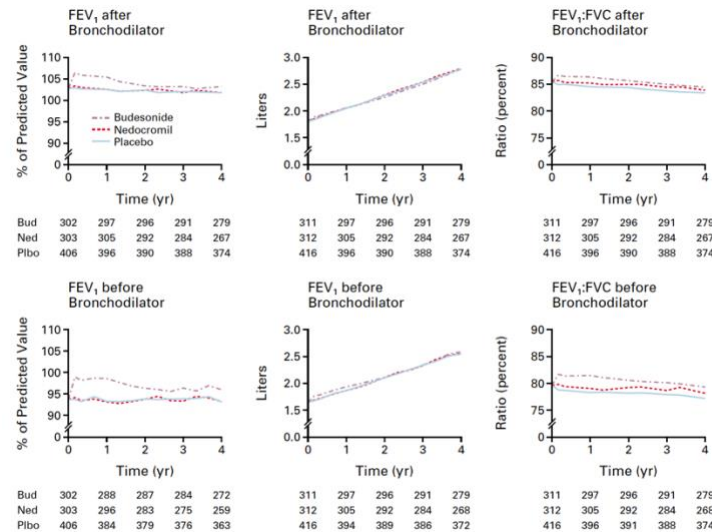 FEV₁ after
Bronchodilator
% of Predicted Value
110
105
100
95
90
0
Budesonide
Nedocromil
Placebo
0 1 2 3 4
Time (yr)
Bud 302 297 296 291 279
Ned 303 305 292 284 267
Plbo 406 396 390 388 374
FEV₁ after
Bronchodilator
Liters
3.0
2.5
2.0
1.5
0.0
0 1 2 3 4
Time (yr)
311 297 296 291 279
312 305 292 284 267
416 396 390 388 374
FEV₁:FVC after
Bronchodilator
Ratio (percent)
90
85
80
75
0
0 1 2 3 4
Time (yr)
311 297 296 291 279
312 305 292 284 267
416 396 390 388 374
FEV₁ before
Bronchodilator
% of Predicted Value
110
105
100
95
90
0
0 1 2 3 4
Time (yr)
Bud 302 288 287 284 272
Ned 303 296 283 275 259
Plbo 406 384 379 376 363
FEV₁ before
Bronchodilator
Liters
3.0
2.5
2.0
1.5
0.0
0 1 2 3 4
Time (yr)
311 297 296 291 279
312 305 292 284 268
416 394 389 386 372
FEV₁:FVC before
Bronchodilator
Ratio (percent)
90
85
80
75
0
0 1 2 3 4
Time (yr)
311 297 296 291 279
312 305 292 284 268
416 396 391 388 374